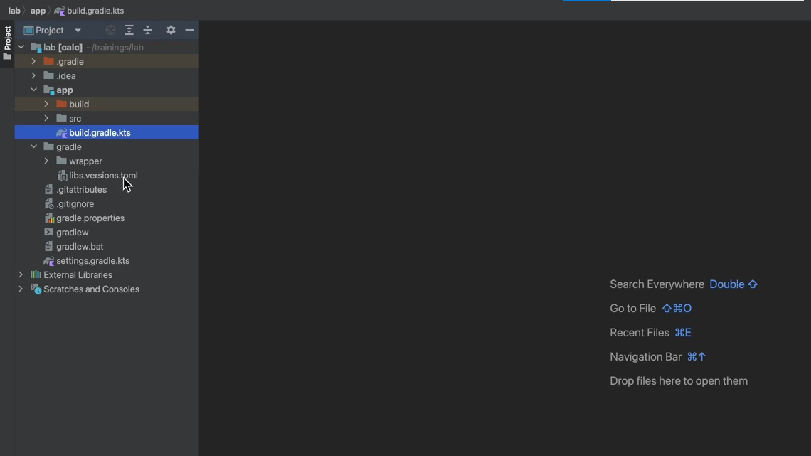 lab app build.gradle.kts
Project
Project
lab [calc] ~/trainings/lab
.gradle
.idea
app
build
src
build.gradle.kts
gradle
wrapper
libs.versions.toml
.gitattributes
.gitignore
gradle.properties
gradlew
gradlew.bat
settings.gradle.kts
External Libraries
Scratches and Consoles
Search Everywhere Double ⇧
Go to File ⇧⌘O
Recent Files ⌘E
Navigation Bar ⌘↑
Drop files here to open them